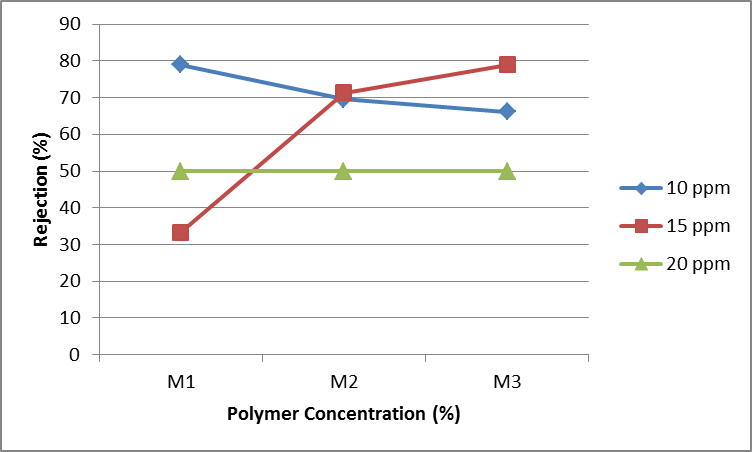 90
80
70
60
50
40
30
20
10
0
Rejection (%)
M1 M2 M3
Polymer Concentration (%)
10 ppm
15 ppm
20 ppm